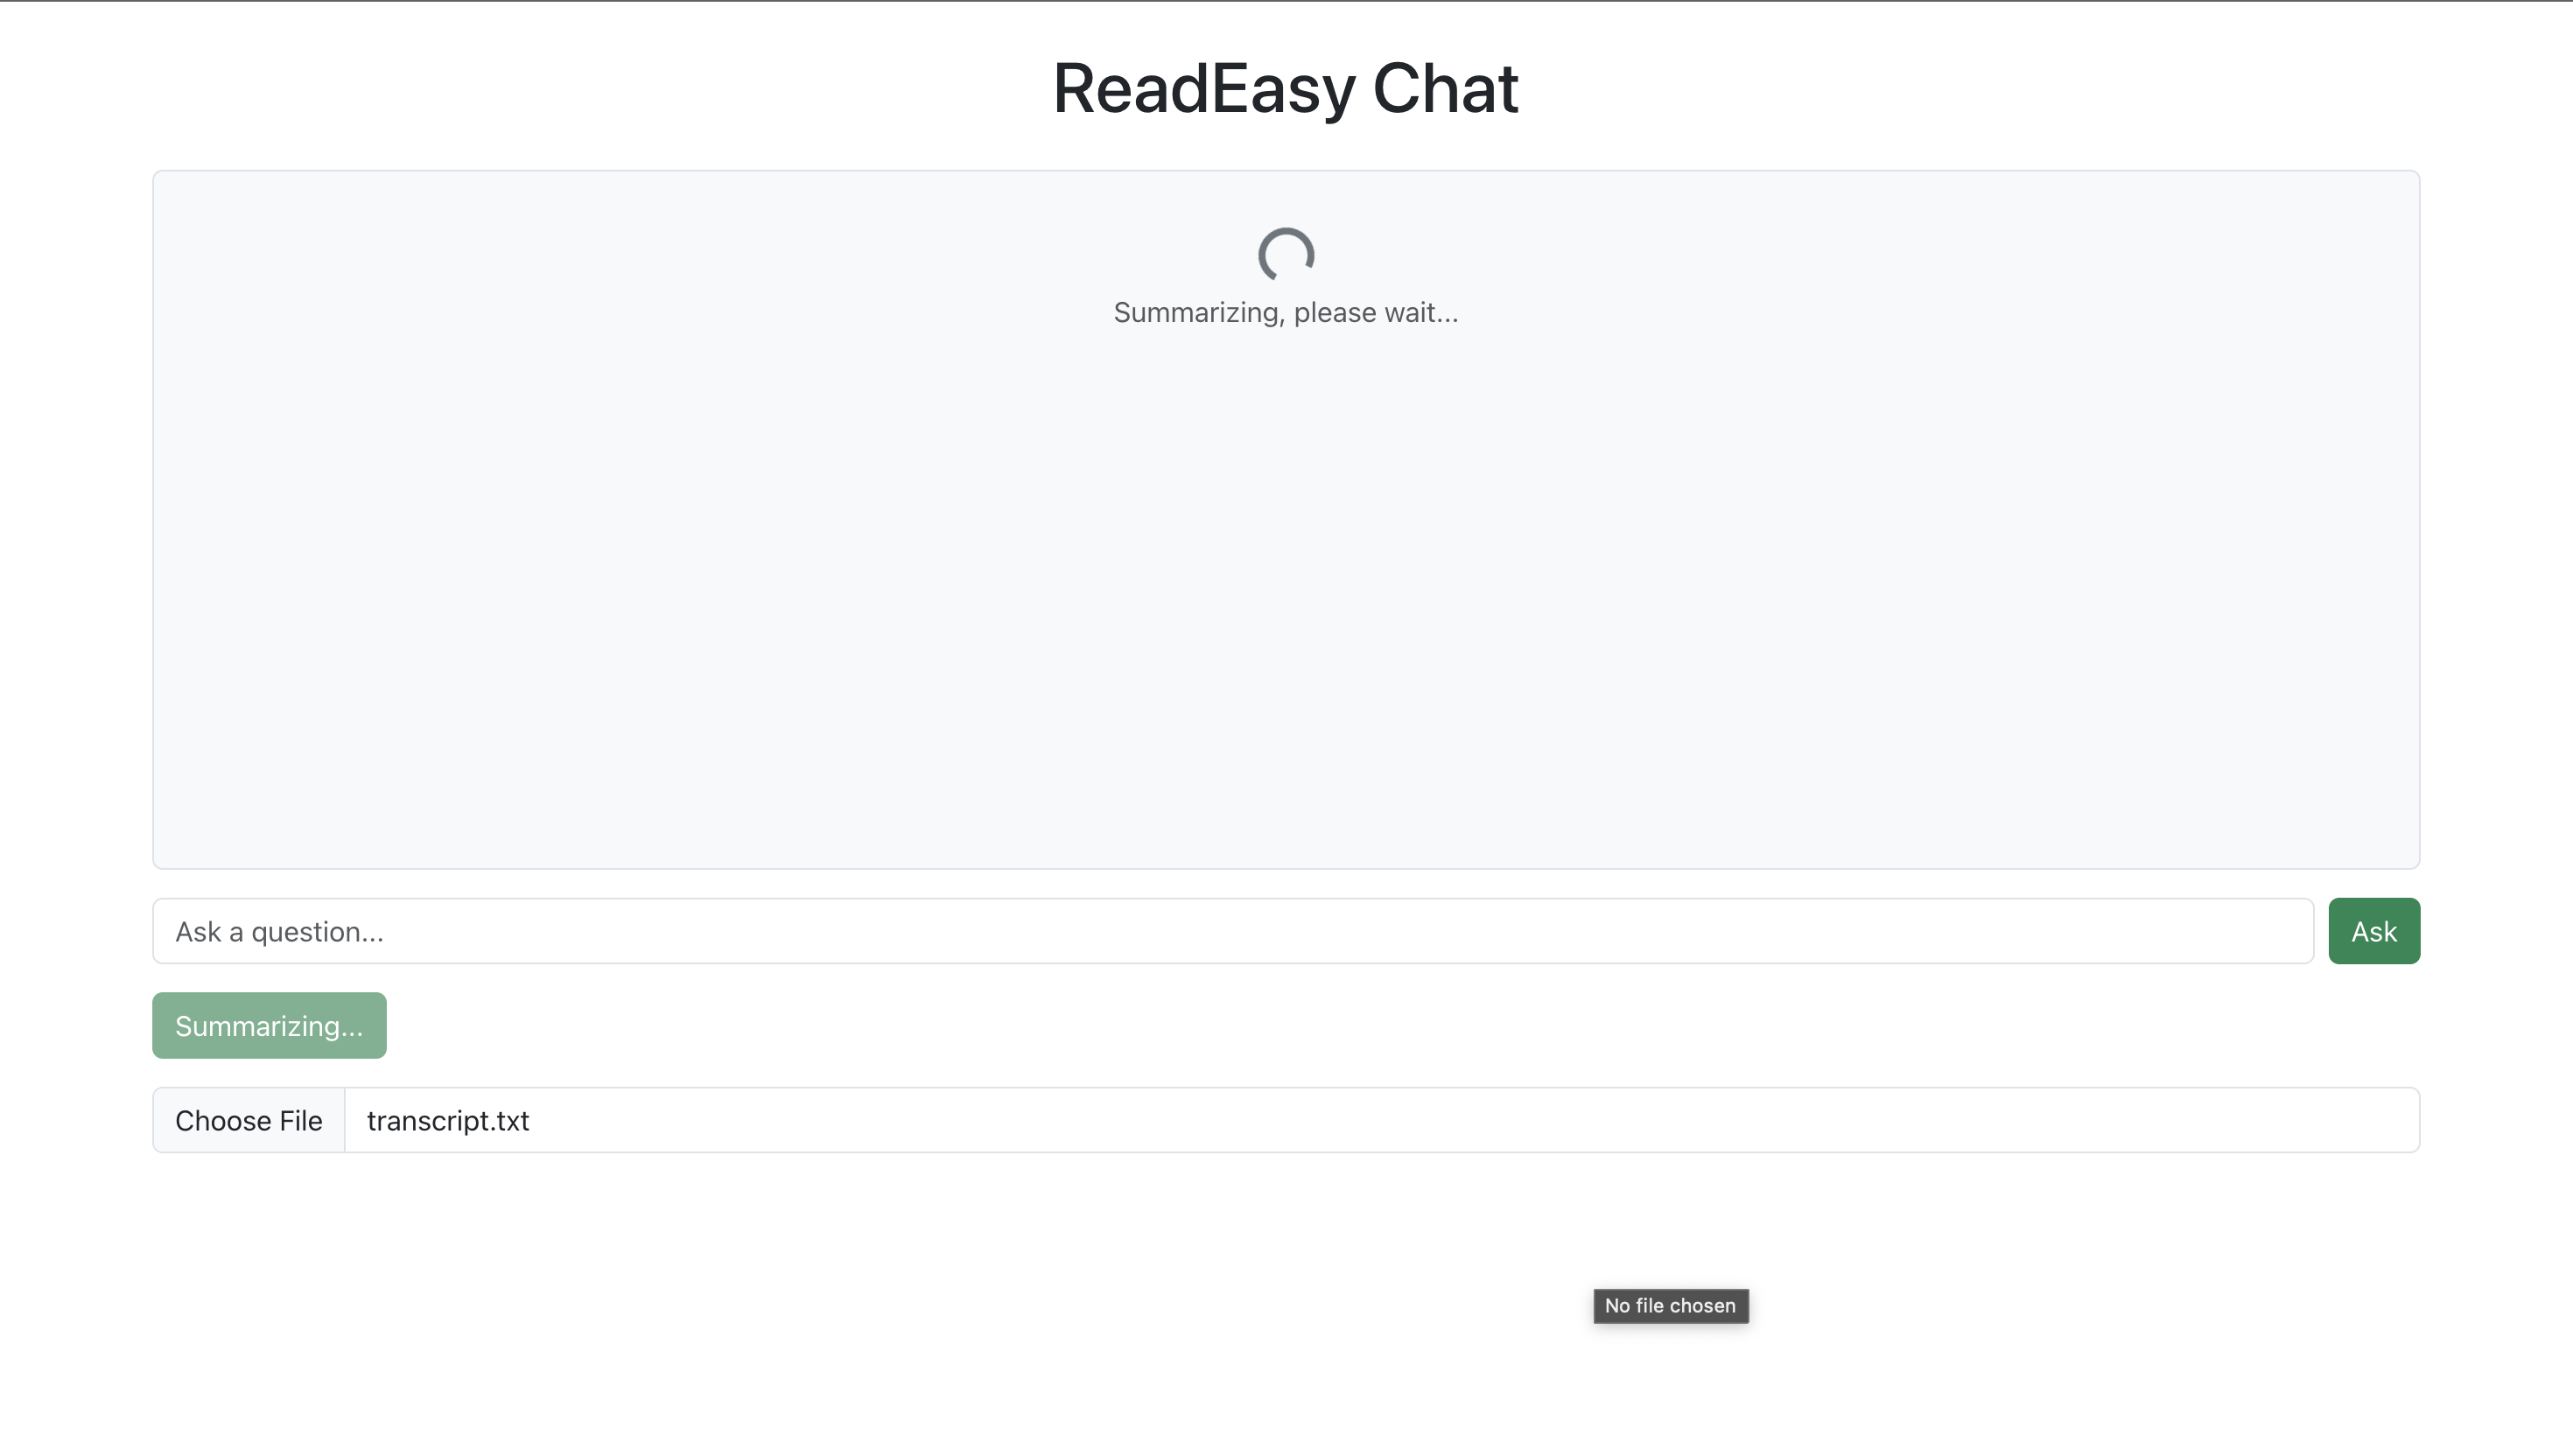 ReadEasy Chat
Summarizing, please wait...
Ask a question...
Ask
Summarizing...
Choose File
transcript.txt
No file chosen